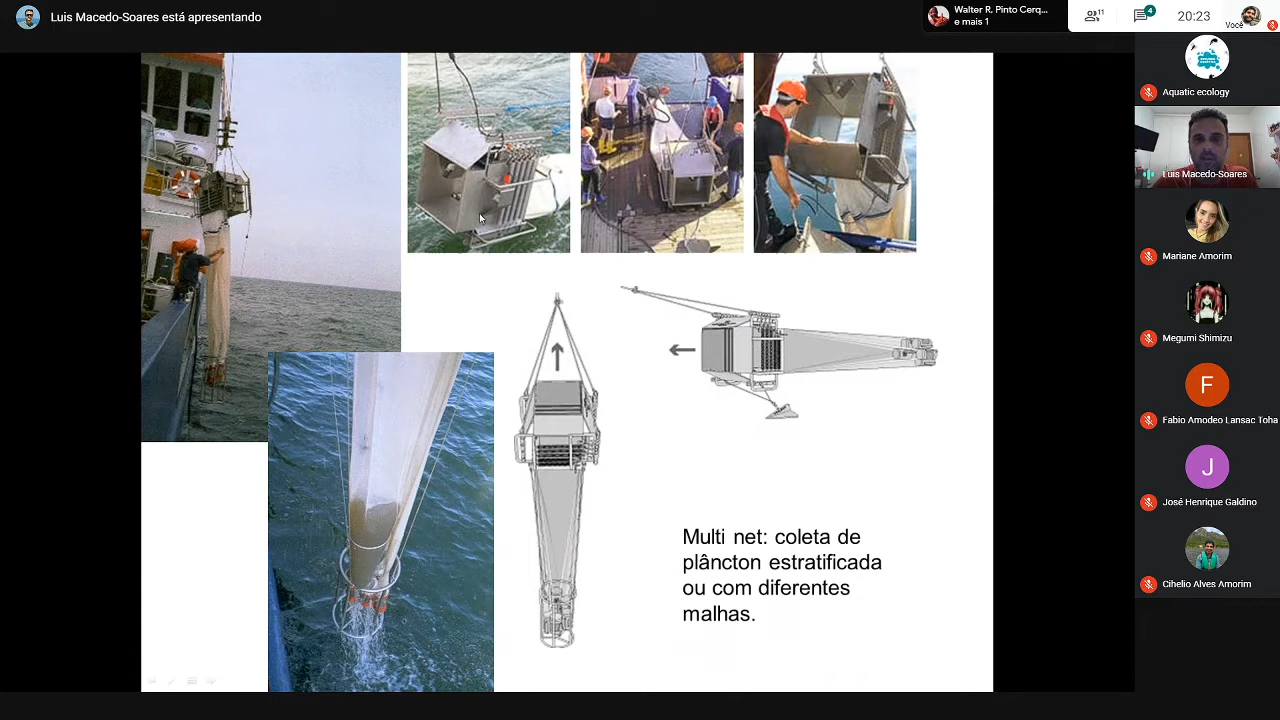 Luis Macedo-Soares está apresentando
Walter R. Pinto Cerq...
e mais 1
11
4
20:23
Você
Aquatic ecology
Luis Macedo-Soares
Mariane Amorim
Megumi Shimizu
F
Fabio Amodeo Lansac Toha
J
José Henrique Galdino
Cihelio Alves Amorim
Multi net: coleta de
plâncton estratificada
ou com diferentes
malhas.